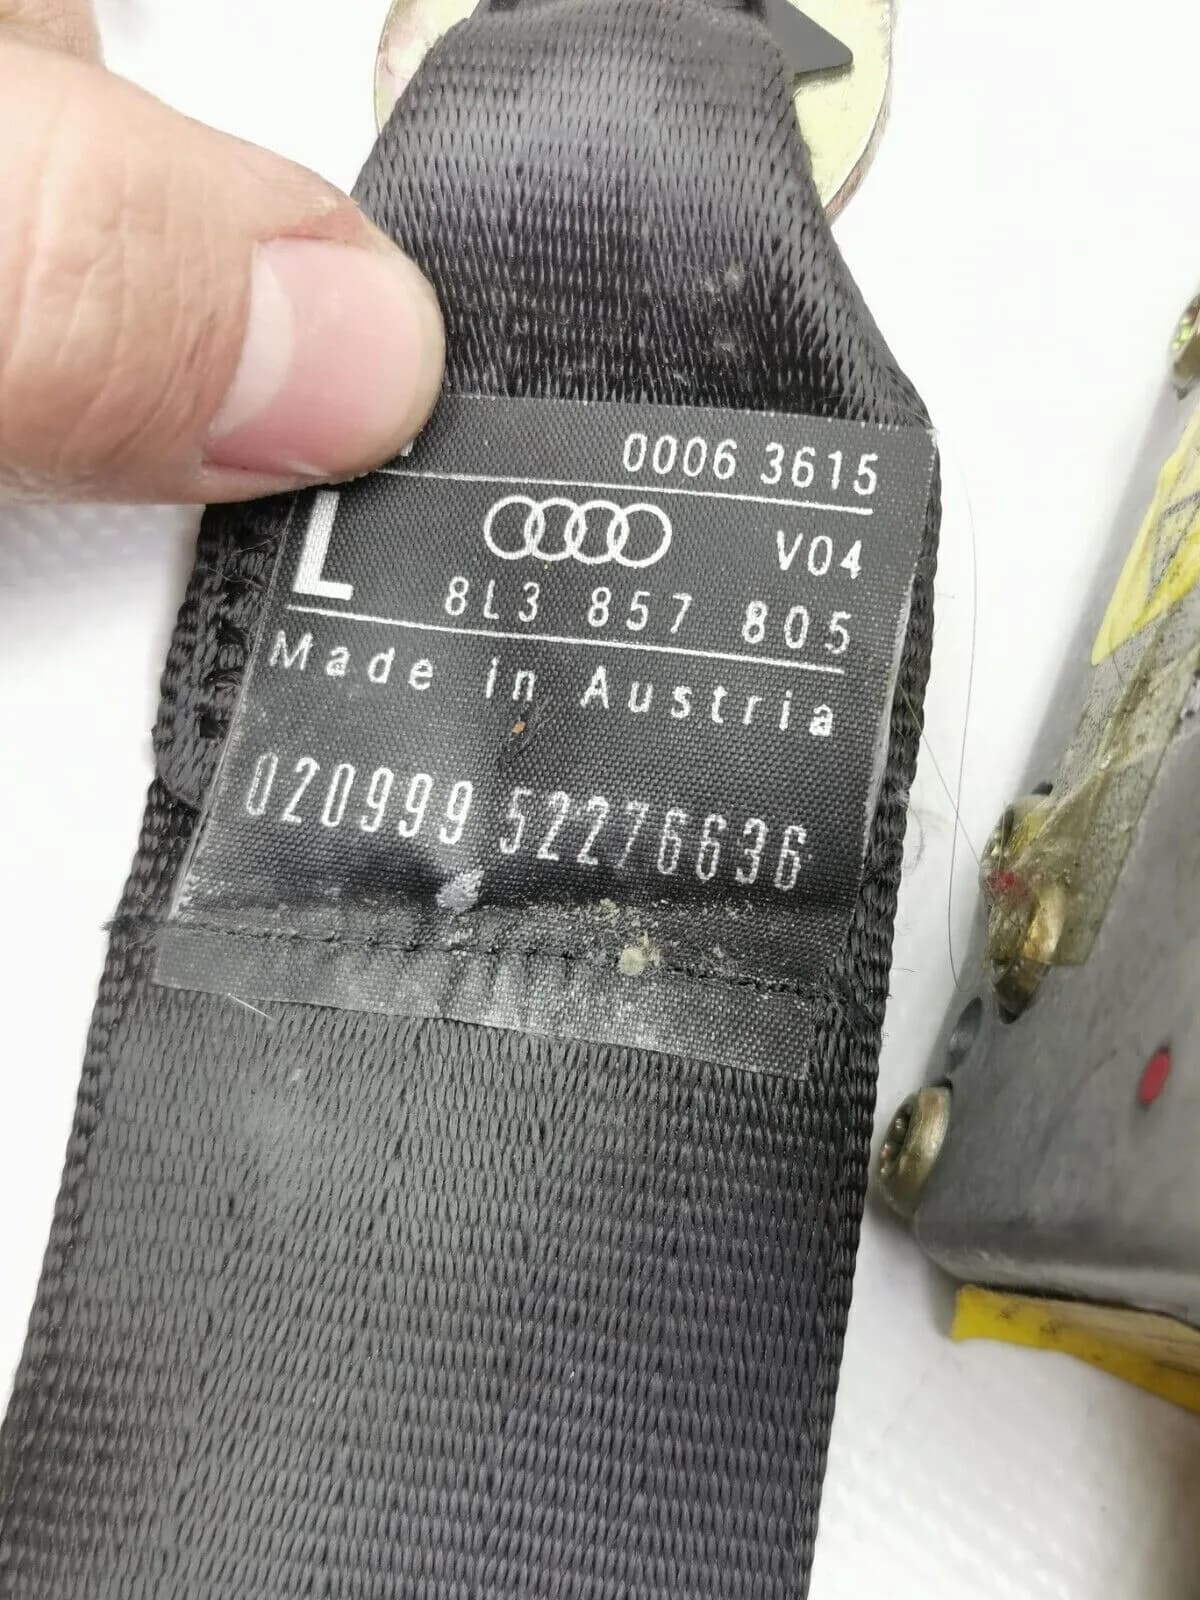 0006 3615
V04
L 8L3 857 805
Made in Austria
020999 52276636